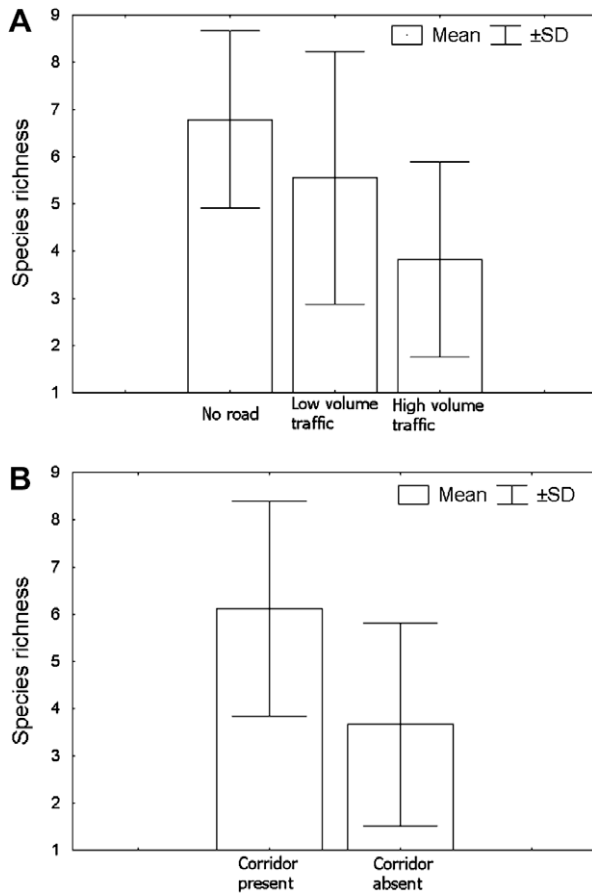 A
9
8
7
6
5
4
3
2
1
Species richness
Mean ±SD
No road
Low volume
traffic
High volume
traffic
B
9
8
7
6
5
4
3
2
1
Species richness
Mean ±SD
Corridor
present
Corridor
absent